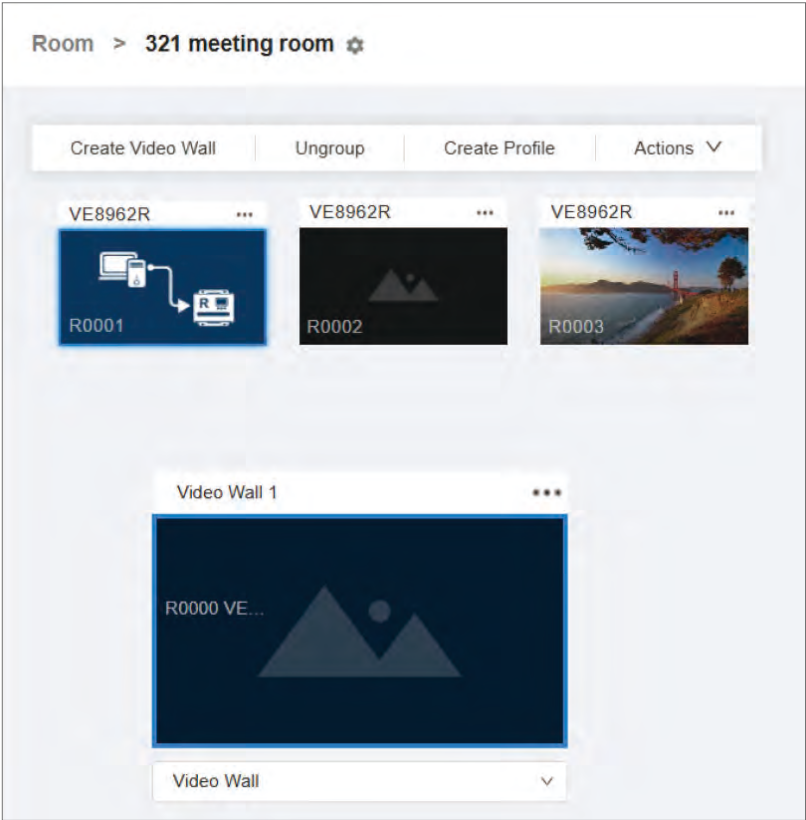 Room > 321 meeting room
Create Video Wall Ungroup Create Profile Actions
VE8962R ... VE8962R ... VE8962R ...
R
R0001 R0002 R0003
Video Wall 1 ...
R0000 VE...
Video Wall